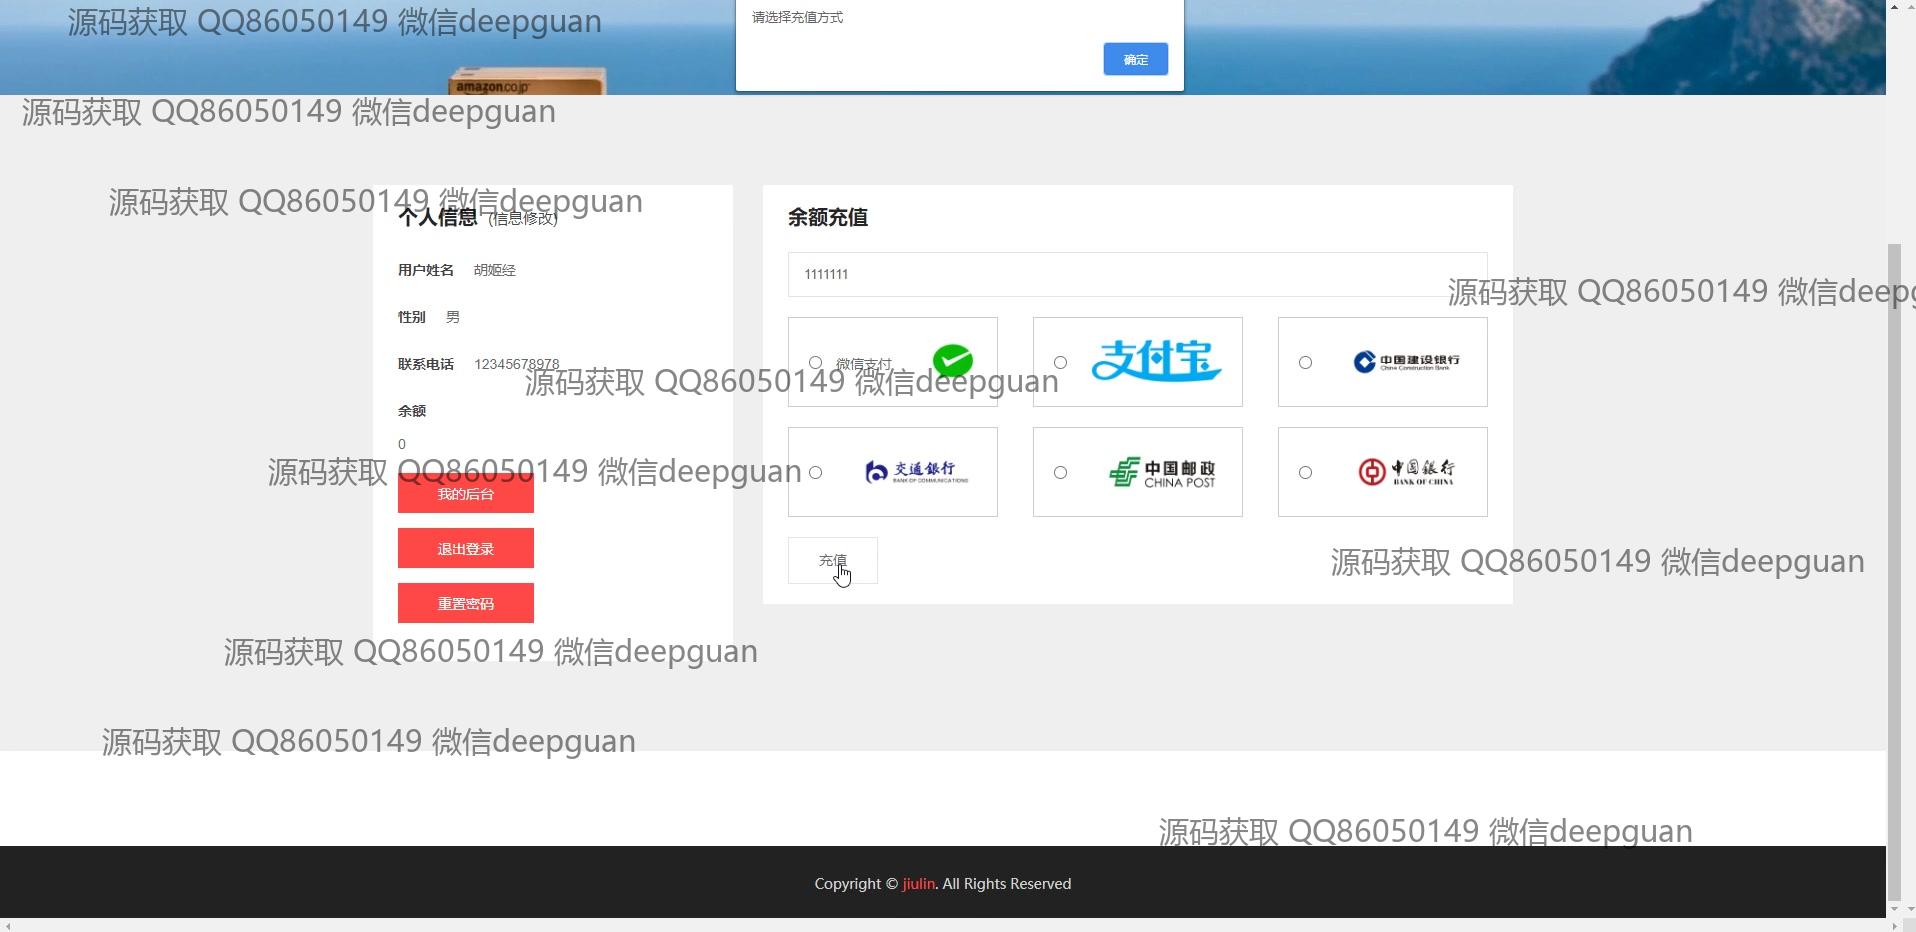 源码获取 QQ86050149 微信deepguan
请选择充值方式
确定
amazon.co.jp
源码获取 QQ86050149 微信deepguan
源码获取 QQ86050149 微信deepguan
个人信息 (信息修改)
余额充值
用户姓名 胡姬经
1111111
源码获取 QQ86050149 微信deepg
性别 男
联系电话 12345678978
微信支付
支付宝
中国建设银行
China Construction Bank
源码获取 QQ86050149 微信deepguan
余额
0
源码获取 QQ86050149 微信deepguan
交通银行
BANK OF COMMUNICATIONS
中国邮政
CHINA POST
中国银行
BANK OF CHINA
我的后台
退出登录
充值
源码获取 QQ86050149 微信deepguan
重置密码
源码获取 QQ86050149 微信deepguan
源码获取 QQ86050149 微信deepguan
源码获取 QQ86050149 微信deepguan
Copyright © jiulin. All Rights Reserved